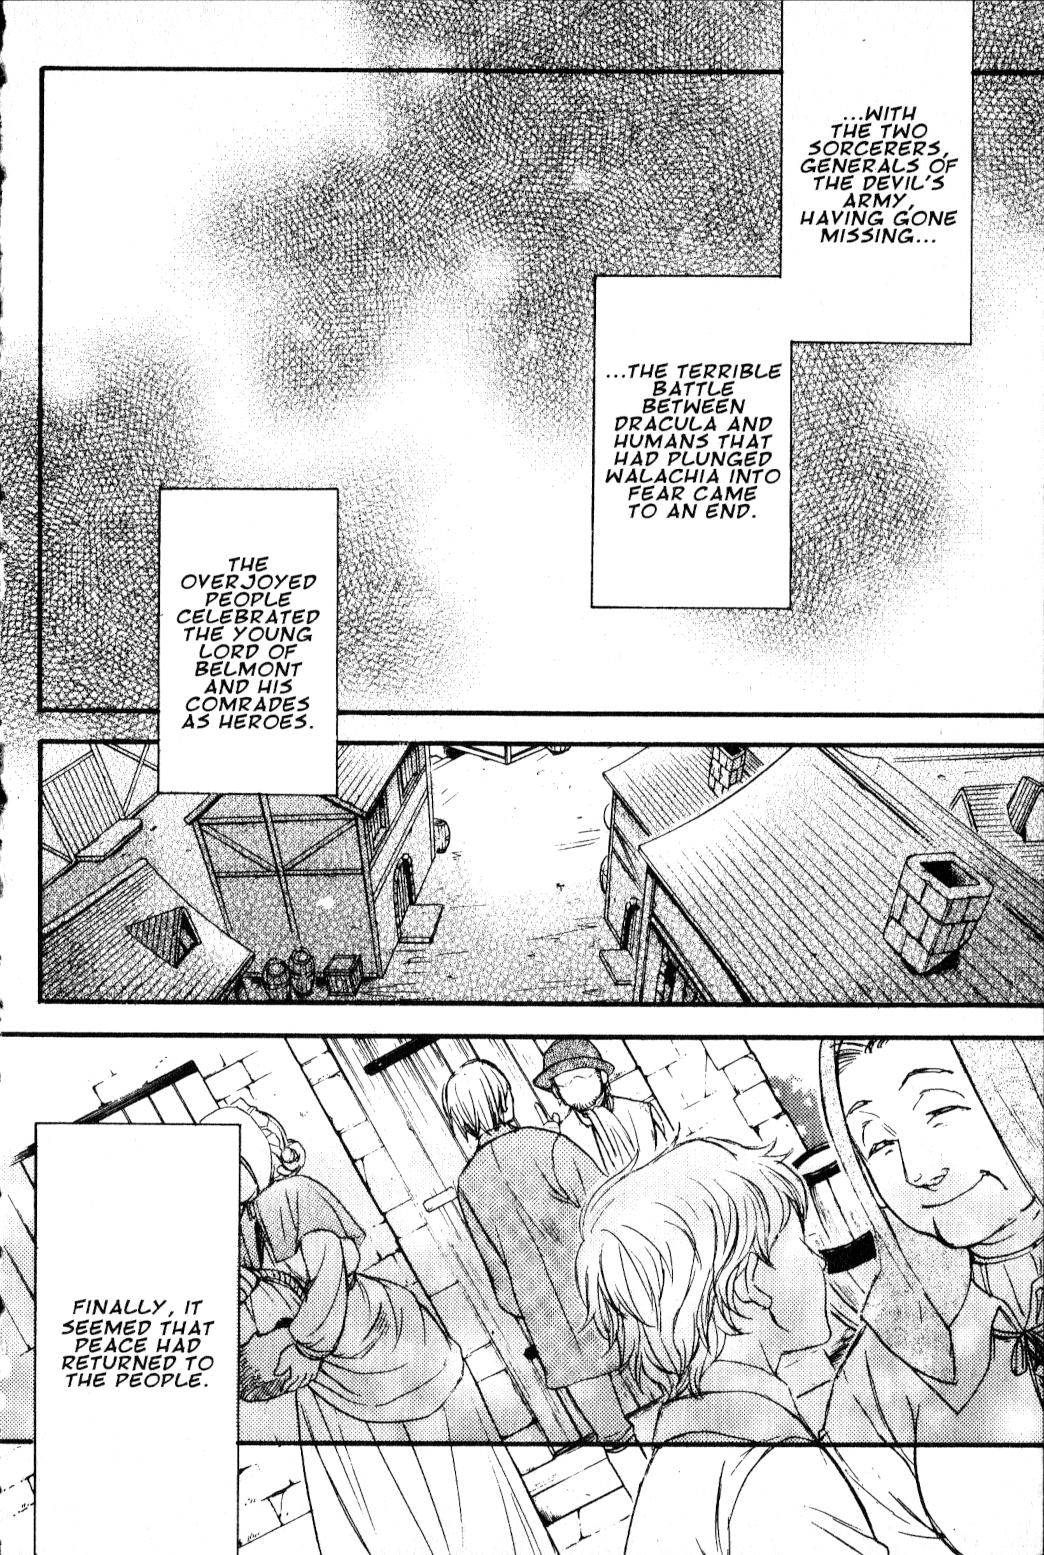 ...WITH
THE TWO
SORCERERS,
GENERALS OF
THE DEVIL'S
ARMY,
HAVING GONE
MISSING...
...THE TERRIBLE
BATTLE
BETWEEN
DRACULA AND
HUMANS THAT
HAD PLUNGED
WALACHIA INTO
FEAR CAME
TO AN END.
THE
OVERJOYED
PEOPLE
CELEBRATED
THE YOUNG
LORD OF
BELMONT
AND HIS
COMRADES
AS HEROES.
FINALLY, IT
SEEMED THAT
PEACE HAD
RETURNED TO
THE PEOPLE.